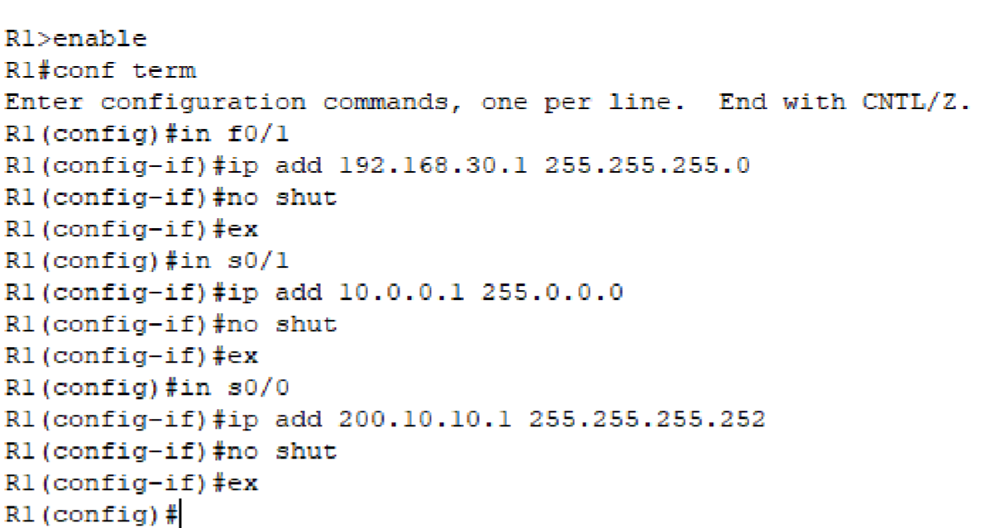 R1>enable
R1#conf term
Enter configuration commands, one per line.  End with CNTL/Z.
R1(config)#in f0/1
R1(config-if)#ip add 192.168.30.1 255.255.255.0
R1(config-if)#no shut
R1(config-if)#ex
R1(config)#in s0/1
R1(config-if)#ip add 10.0.0.1 255.0.0.0
R1(config-if)#no shut
R1(config-if)#ex
R1(config)#in s0/0
R1(config-if)#ip add 200.10.10.1 255.255.255.252
R1(config-if)#no shut
R1(config-if)#ex
R1(config)#